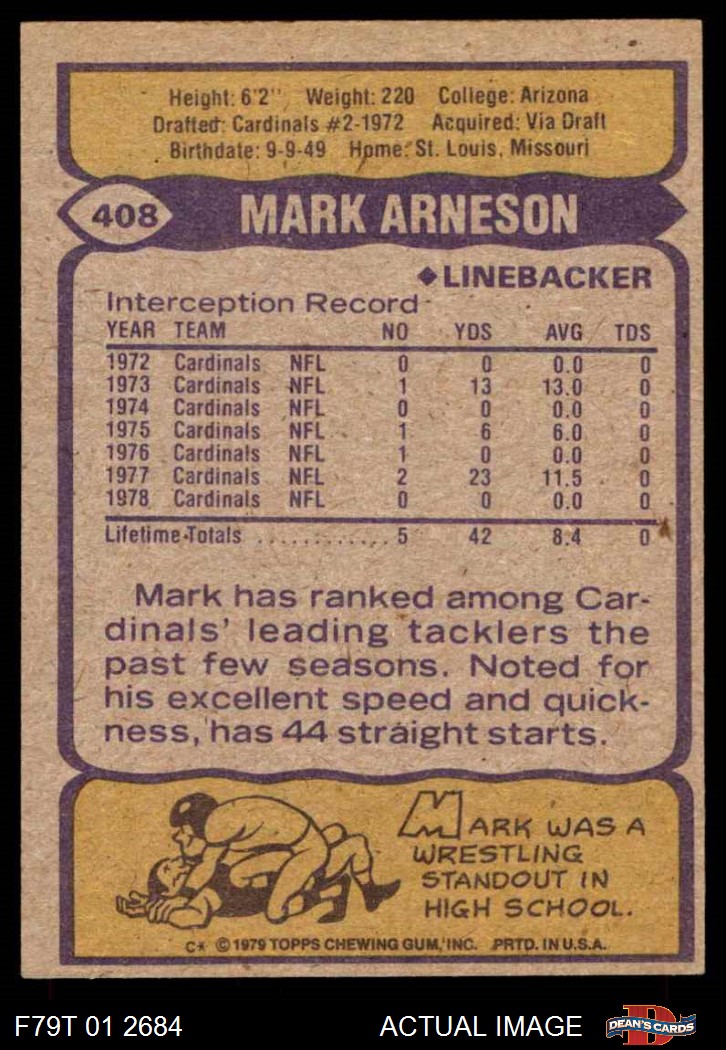 Height: 6'2" Weight: 220 College: Arizona
Drafted: Cardinals #2-1972 Acquired: Via Draft
Birthdate: 9-9-49 Home: St. Louis, Missouri
408 MARK ARNESON
◆LINEBACKER
Interception Record
YEAR TEAM NO YDS AVG TDS
1972 Cardinals NFL 0 0 0.0 0
1973 Cardinals NFL 1 13 13.0 0
1974 Cardinals NFL 0 0 0.0 0
1975 Cardinals NFL 1 6 6.0 0
1976 Cardinals NFL 1 0 0.0 0
1977 Cardinals NFL 2 23 11.5 0
1978 Cardinals NFL 0 0 0.0 0
Lifetime Totals ............ 5 42 8.4 0
Mark has ranked among Car-
dinals' leading tacklers the
past few seasons. Noted for
his excellent speed and quick-
ness, has 44 straight starts.
MARK WAS A
WRESTLING
STANDOUT IN
HIGH SCHOOL.
C* © 1979 TOPPS CHEWING GUM, INC. PRTD. IN U.S.A.
F79T 01 2684 ACTUAL IMAGE D DEAN'S CARDS